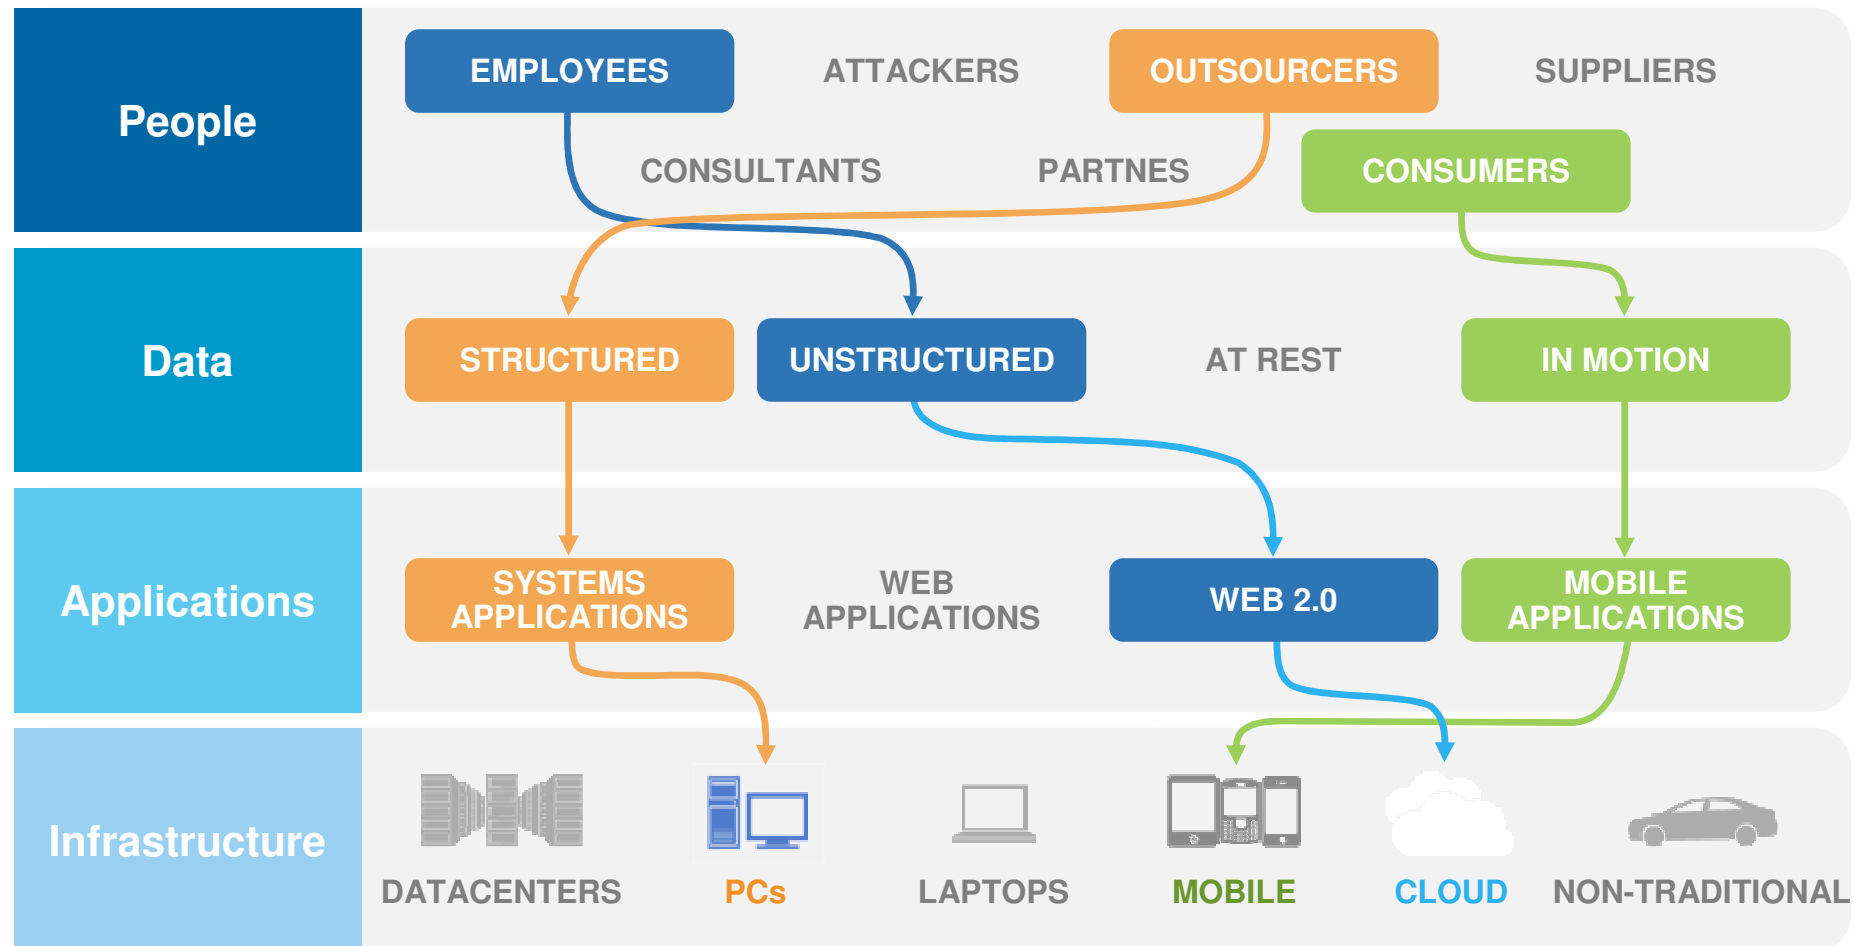 People
EMPLOYEES
ATTACKERS
OUTSOURCERS
SUPPLIERS
CONSULTANTS
PARTNES
CONSUMERS
Data
STRUCTURED
UNSTRUCTURED
AT REST
IN MOTION
Applications
SYSTEMS
APPLICATIONS
WEB
APPLICATIONS
WEB 2.0
MOBILE
APPLICATIONS
Infrastructure
DATACENTERS
PCs
LAPTOPS
MOBILE
CLOUD
NON-TRADITIONAL